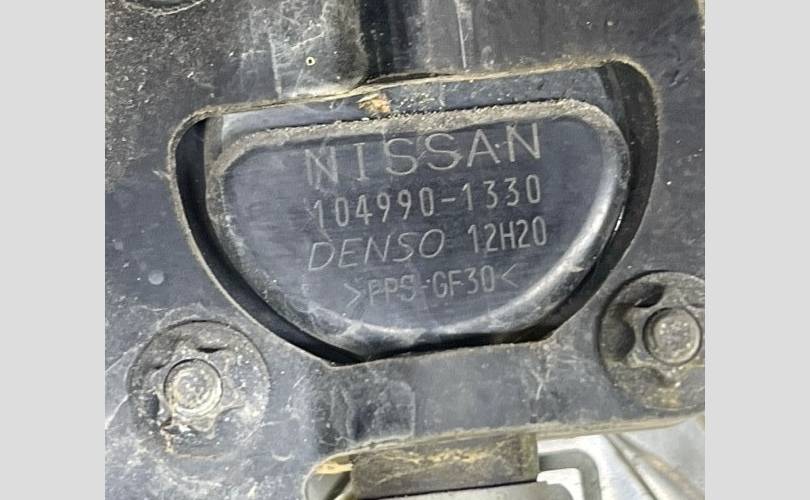 NISSAN
104990-1330
DENSO 12H20
>PPS-GF30<